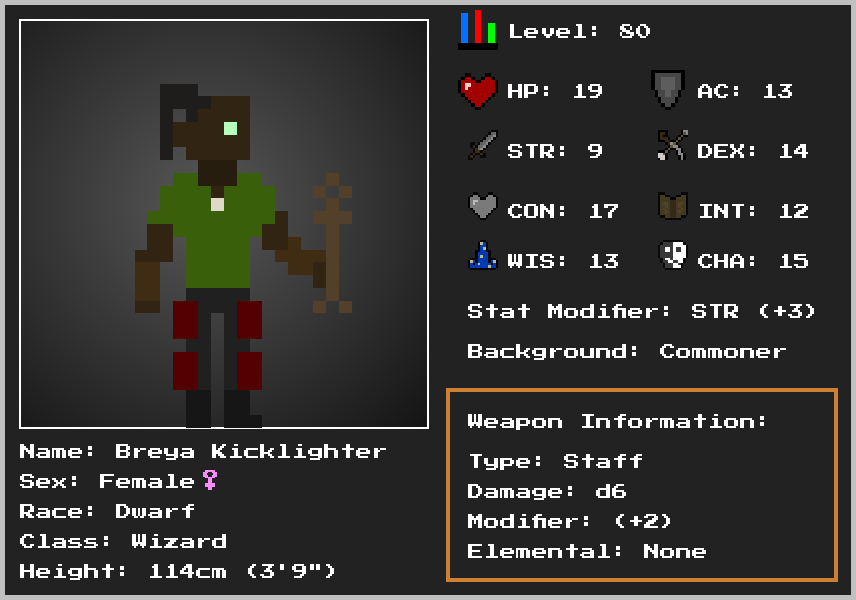 Level: 80
HP: 19
AC: 13
STR: 9
DEX: 14
CON: 17
INT: 12
WIS: 13
CHA: 15
Stat Modifier: STR (+3)
Background: Commoner
Weapon Information:
Type: Staff
Damage: d6
Modifier: (+2)
Elemental: None
Name: Breya Kicklighter
Sex: Female♀
Race: Dwarf
Class: Wizard
Height: 114cm (3'9")